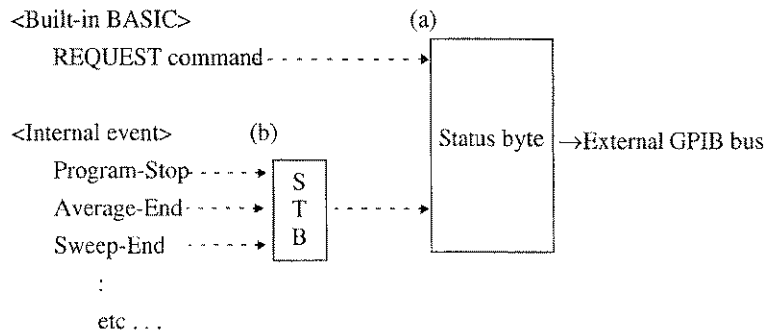 <Built-in BASIC> (a)
REQUEST command
<Internal event> (b)
Status byte →External GPIB bus
Program-Stop
S
Average-End
T
Sweep-End
B
:
etc . . .